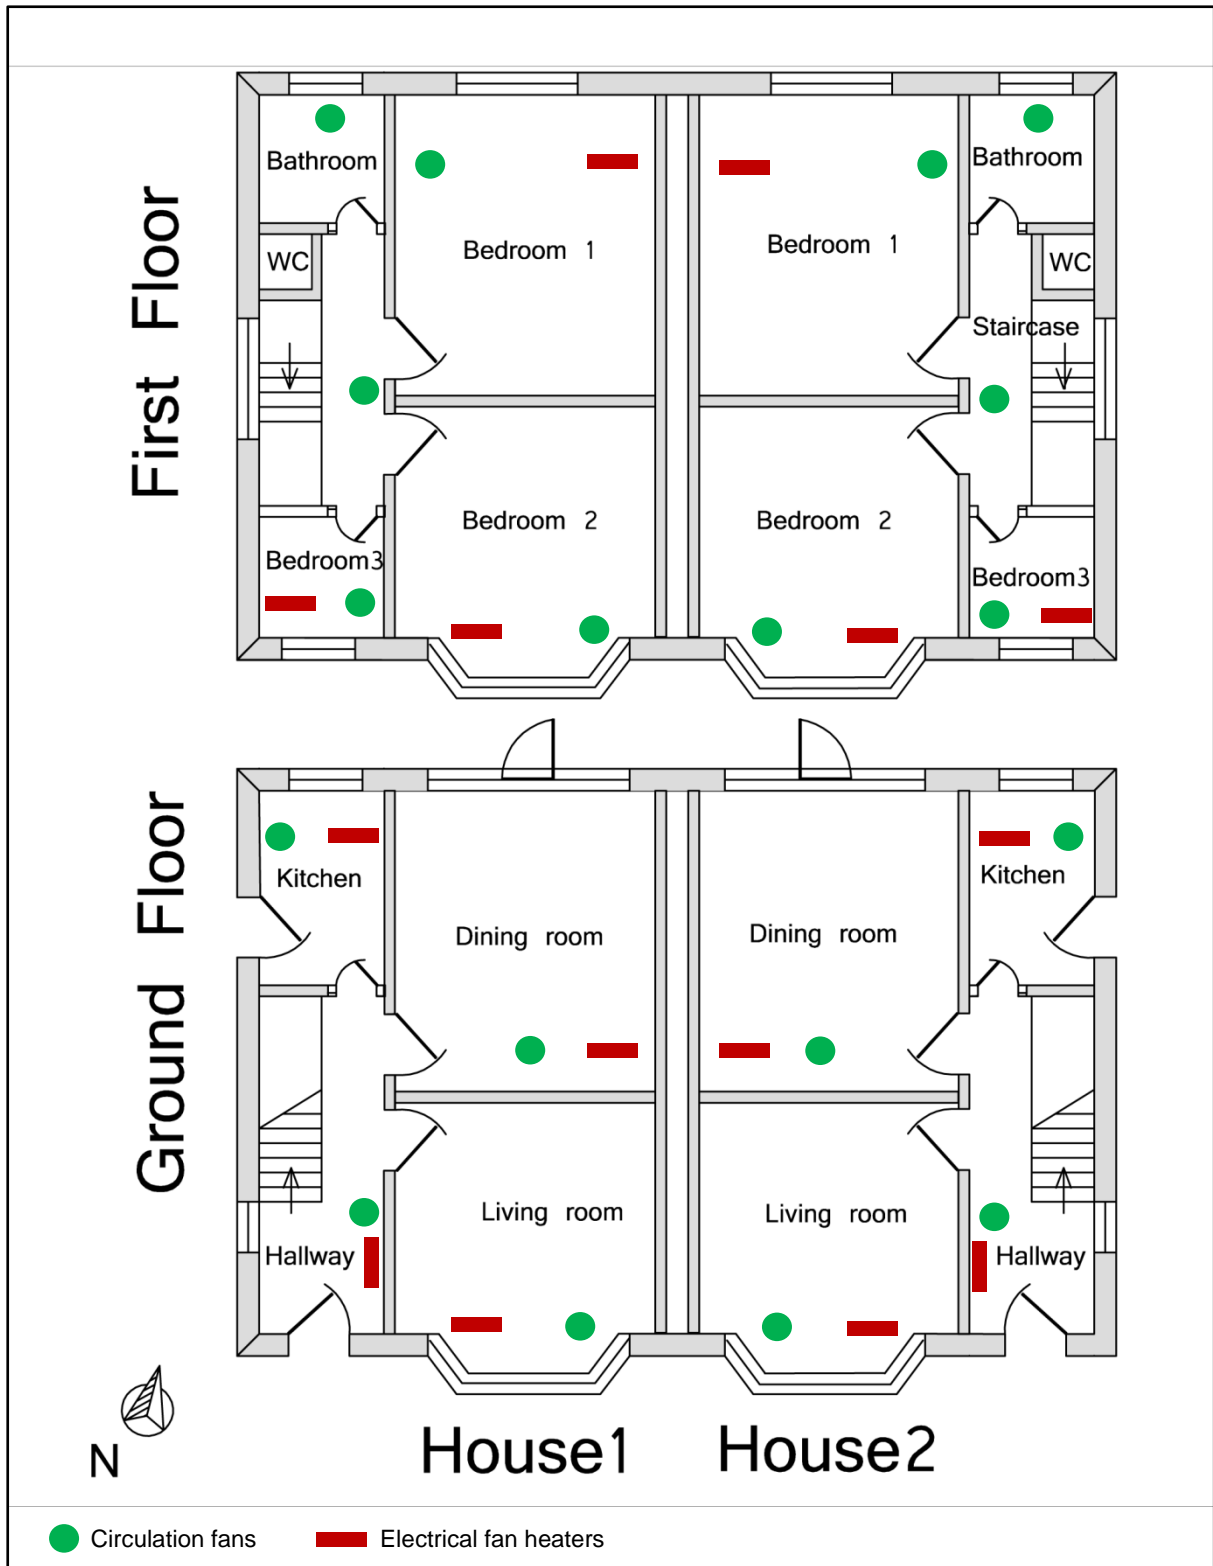 First Floor
Bathroom
Bathroom
WC
Bedroom 1
Bedroom 1
WC
Staircase
Bedroom 2
Bedroom 2
Bedroom3
Bedroom3
Ground Floor
Kitchen
Kitchen
Dining room
Dining room
Living room
Living room
Hallway
Hallway
N
House1
House2
Circulation fans
Electrical fan heaters